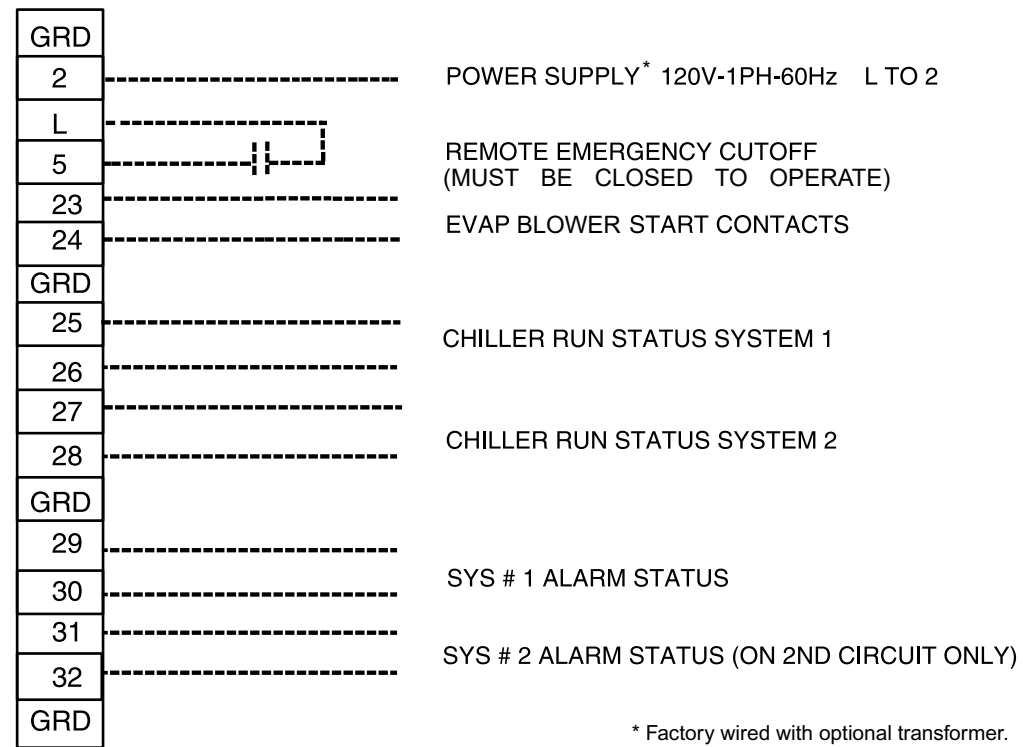 GRD
2 POWER SUPPLY* 120V-1PH-60Hz L TO 2
L
5 REMOTE EMERGENCY CUTOFF
(MUST BE CLOSED TO OPERATE)
23
24 EVAP BLOWER START CONTACTS
GRD
25
CHILLER RUN STATUS SYSTEM 1
26
27
28 CHILLER RUN STATUS SYSTEM 2
GRD
29
30 SYS # 1 ALARM STATUS
31
SYS # 2 ALARM STATUS (ON 2ND CIRCUIT ONLY)
32
GRD
* Factory wired with optional transformer.